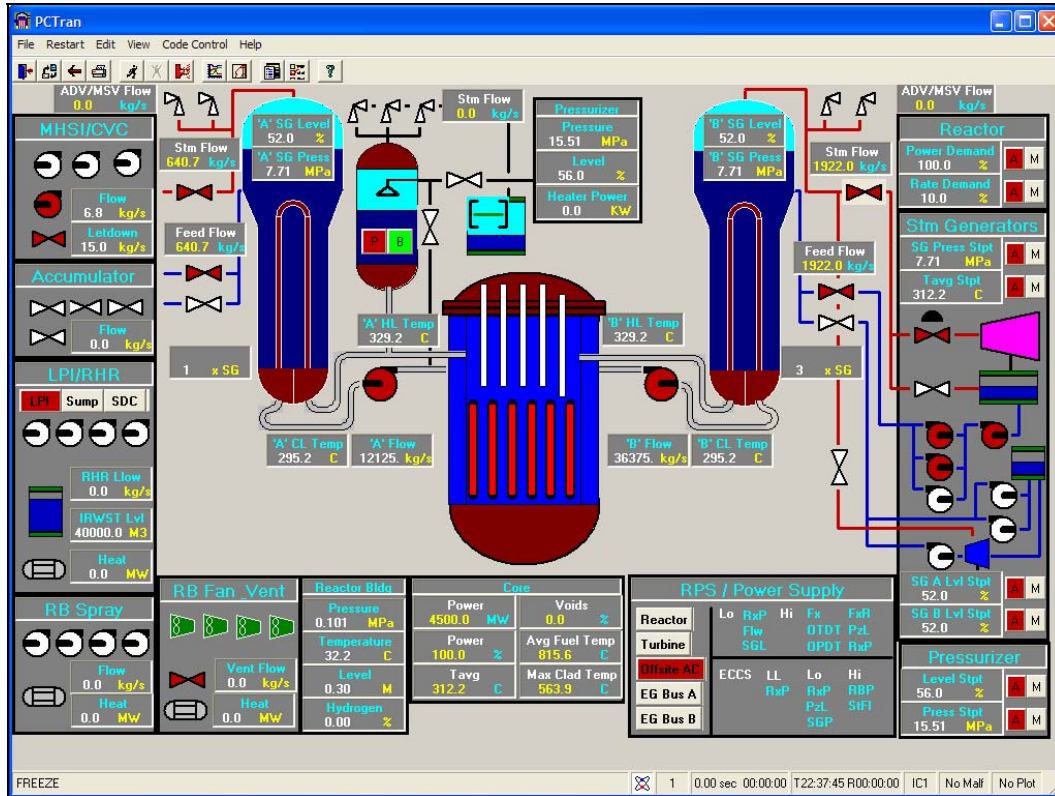 PCTran
File Restart Edit View Code Control Help
ADV/MSV Flow
0.0 kg/s
MHSI/CVC
Flow
6.8 kg/s
Letdown
15.0 kg/s
Accumulator
Flow
0.0 kg/s
LPI/RHR
LPI Sump SDC
RHR Llow
0.0 kg/s
IRWST Lvl
40000.0 M3
Heat
0.0 MW
RB Spray
Flow
0.0 kg/s
Heat
0.0 MW
Stm Flow
640.7 kg/s
Feed Flow
640.7 kg/s
1 x SG
'A' SG Level
52.0 %
'A' SG Press
7.71 MPa
P B
Stm Flow
0.0 kg/s
Pressurizer
Pressure
15.51 MPa
Level
56.0 %
Heater Power
0.0 KW
'A' HL Temp
329.2 C
'B' HL Temp
329.2 C
'A' CL Temp
295.2 C
'A' Flow
12125. kg/s
'B' Flow
36375. kg/s
'B' CL Temp
295.2 C
'B' SG Level
52.0 %
'B' SG Press
7.71 MPa
Stm Flow
1922.0 kg/s
Feed Flow
1922.0 kg/s
3 x SG
ADV/MSV Flow
0.0 kg/s
Reactor
Power Demand
100.0 % A M
Rate Demand
10.0 % A M
Stm Generators
SG Press Stpt
7.71 MPa A M
Tavg Stpt
312.2 C A M
SG A Lvl Stpt
52.0 % A M
SG B Lvl Stpt
52.0 % A M
Pressurizer
Level Stpt
56.0 % A M
Press Stpt
15.51 MPa A M
RB Fan_Vent
Vent Flow
0.0 kg/s
Heat
0.0 MW
Reactor Bldg
Pressure
0.101 MPa
Temperature
32.2 C
Level
0.30 M
Hydrogen
0.00 %
Core
Power
4500.0 MW
Voids
0.0 %
Power
100.0 %
Avg Fuel Temp
815.6 C
Tavg
312.2 C
Max Clad Temp
563.9 C
RPS / Power Supply
Reactor
Turbine
Offsite AC
EG Bus A
EG Bus B
Lo RxP Hi Fx FxR
Flw OTDT PzL
SGL OPDT RxP
ECCS LL Lo Hi
RxP RxP RBP
PzL StFl
SGP
FREEZE
1 0.00 sec 00:00:00 T22:37:45 R00:00:00 IC1 No Malf No Plot